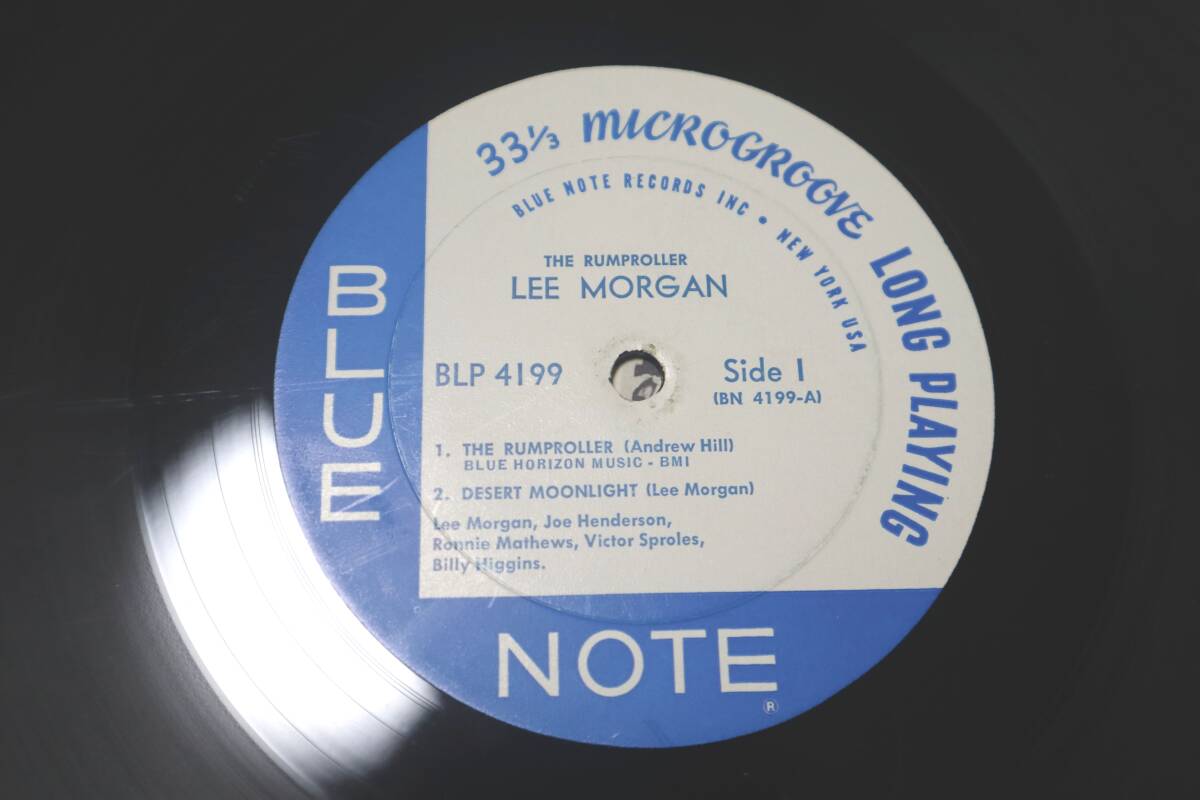 33⅓ MICROGROOVE LONG PLAYING
BLUE NOTE RECORDS INC • NEW YORK USA
THE RUMPROLLER
LEE MORGAN
BLP 4199
Side 1
(BN 4199-A)
1. THE RUMPROLLER (Andrew Hill)
BLUE HORIZON MUSIC - BMI
2. DESERT MOONLIGHT (Lee Morgan)
Lee Morgan, Joe Henderson,
Ronnie Mathews, Victor Sproles,
Billy Higgins.
BLUE
NOTE
®